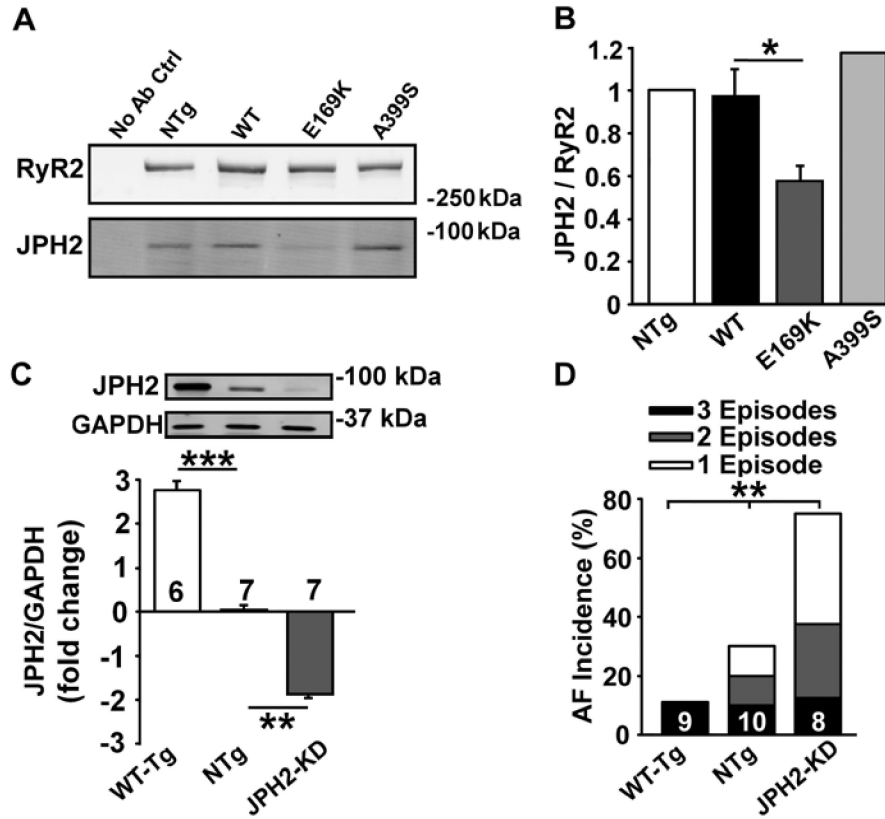 A
No Ab Ctrl
NTg
WT
E169K
A399S
RyR2
-250 kDa
-100 kDa
JPH2
B
*
JPH2 / RyR2
1.2
1
0.8
0.6
0.4
0.2
0
NTg
WT
E169K
A399S
C
JPH2
-100 kDa
GAPDH
-37 kDa
***
JPH2/GAPDH
(fold change)
3
2
1
0
-1
-2
-3
6
7
7
**
WT-Tg
NTg
JPH2-KD
D
3 Episodes
2 Episodes
1 Episode
**
AF Incidence (%)
80
60
40
20
0
9
10
8
WT-Tg
NTg
JPH2-KD